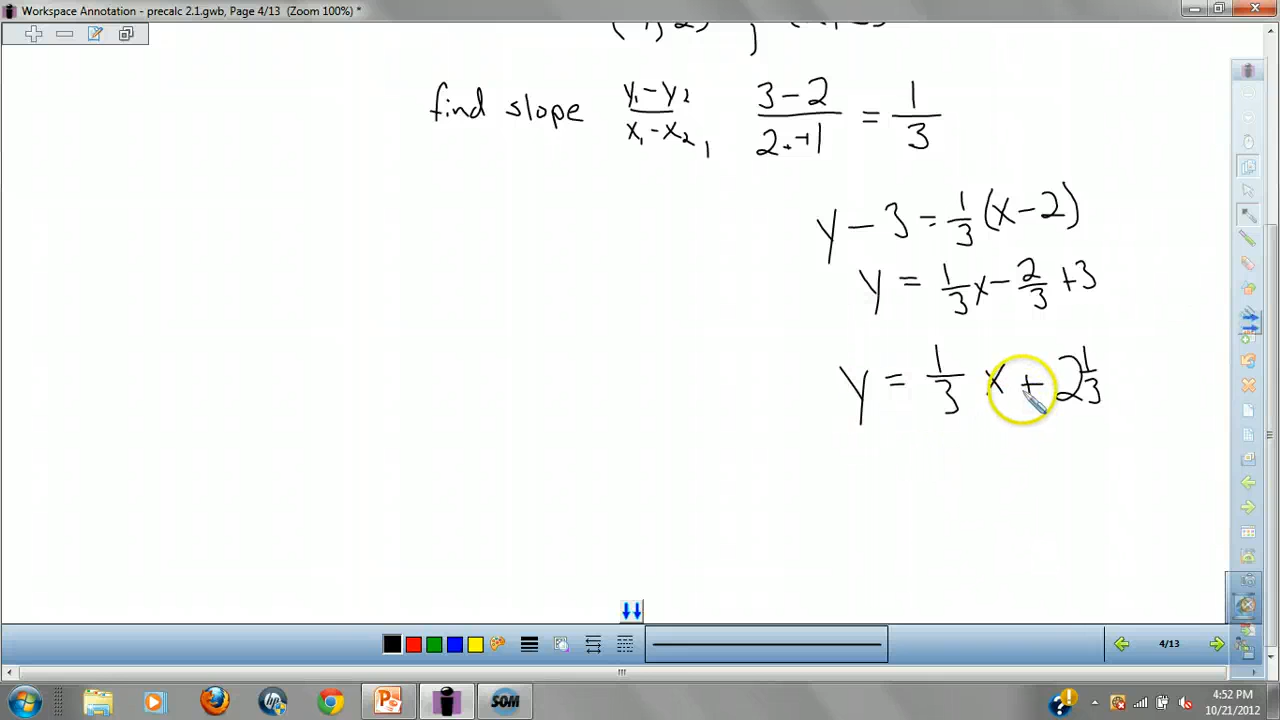 Workspace Annotation - precalc 2.1.gwb, Page 4/13 (Zoom 100%) *
find slope y₁-y₂/x₁-x₂, 3-2/2--1 = 1/3
y-3=1/3(x-2)
y = 1/3x-2/3+3
y = 1/3 x+2 1/3
4/13
SOM
4:52 PM
10/21/2012